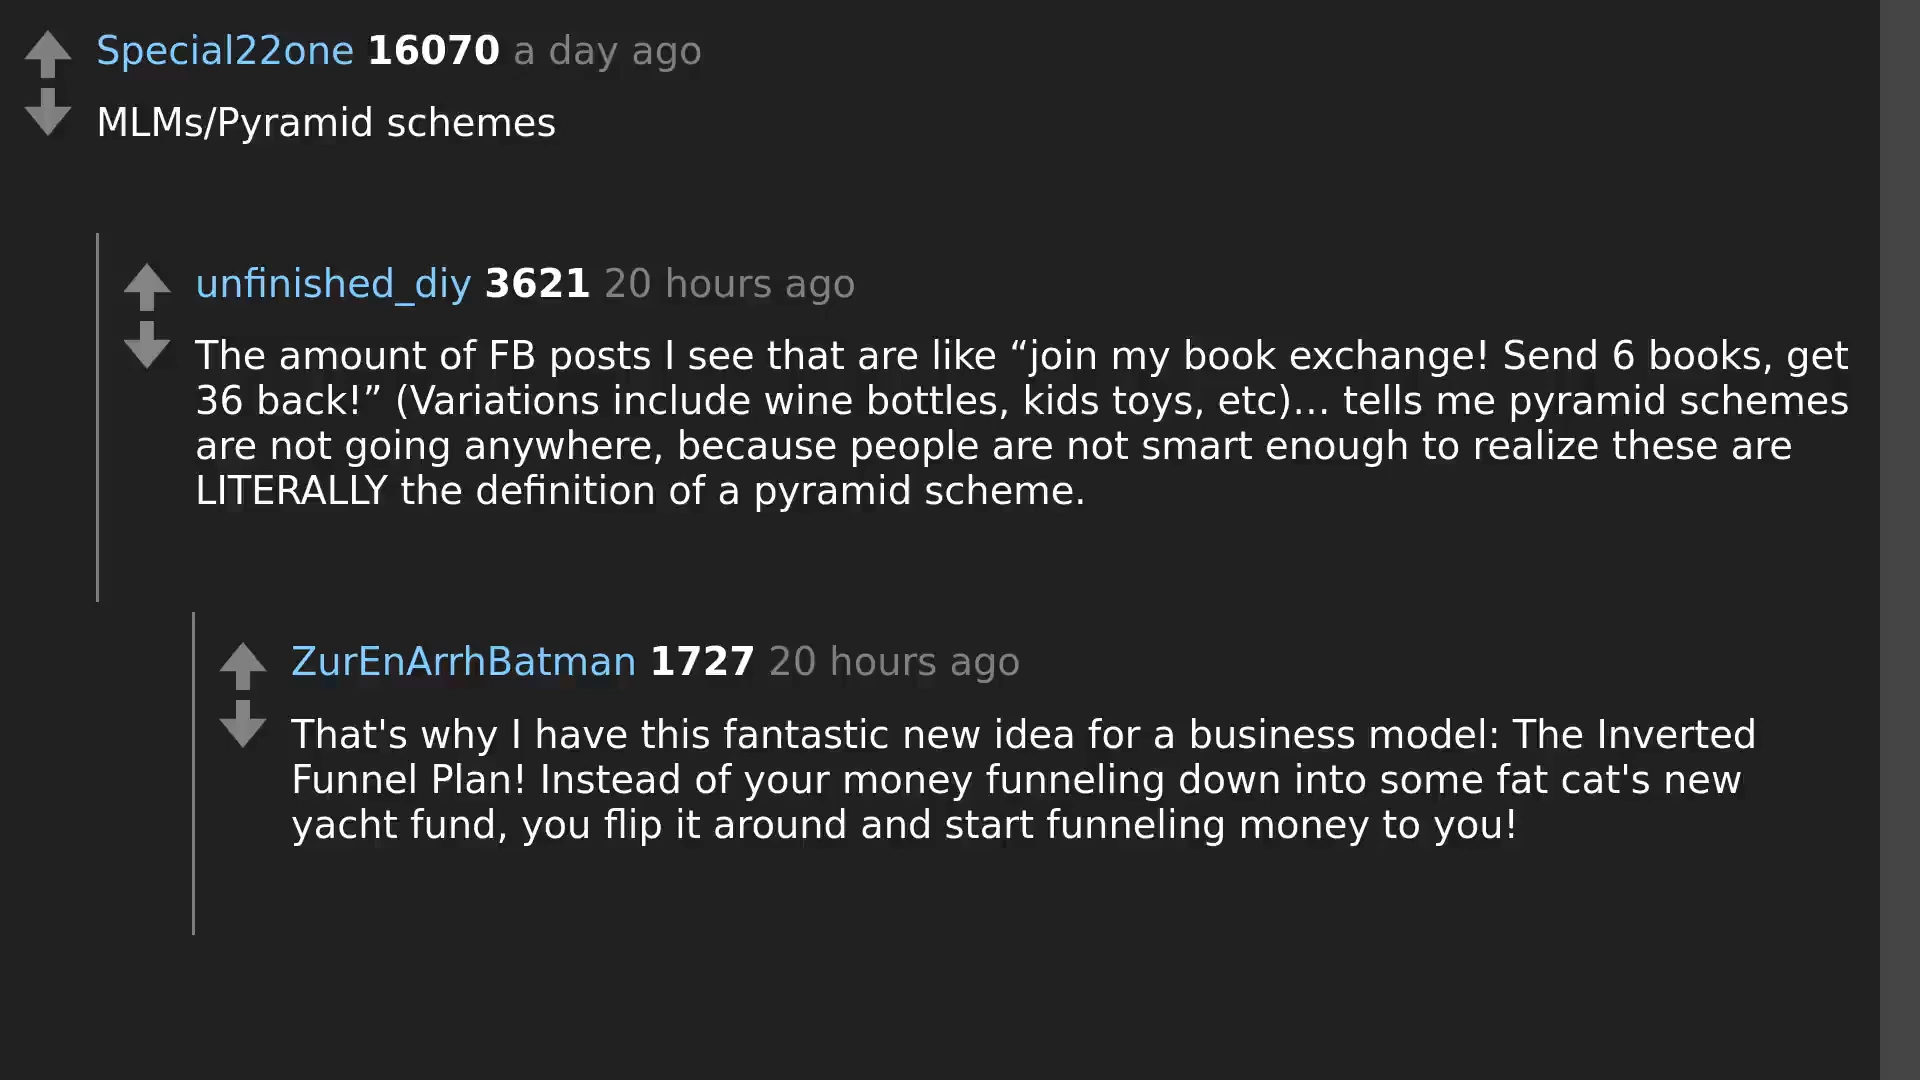 Special22one 16070 a day ago
MLMs/Pyramid schemes
unfinished_diy 3621 20 hours ago
The amount of FB posts I see that are like “join my book exchange! Send 6 books, get
36 back!” (Variations include wine bottles, kids toys, etc)... tells me pyramid schemes
are not going anywhere, because people are not smart enough to realize these are
LITERALLY the definition of a pyramid scheme.
ZurEnArrhBatman 1727 20 hours ago
That's why I have this fantastic new idea for a business model: The Inverted
Funnel Plan! Instead of your money funneling down into some fat cat's new
yacht fund, you flip it around and start funneling money to you!